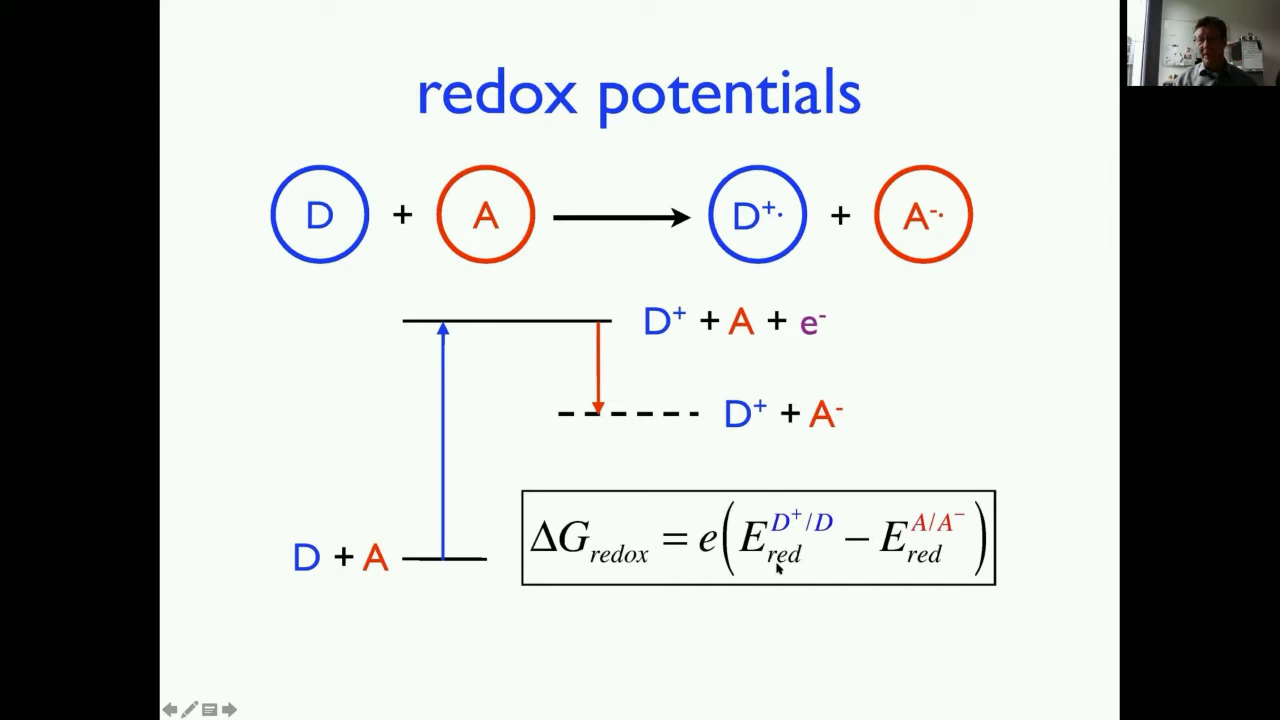 redox potentials
D + A → D⁺· + A⁻·
D⁺ + A + e⁻
D⁺ + A⁻
D + A
ΔG_redox = e(E_red^{D⁺/D} − E_red^{A/A⁻})